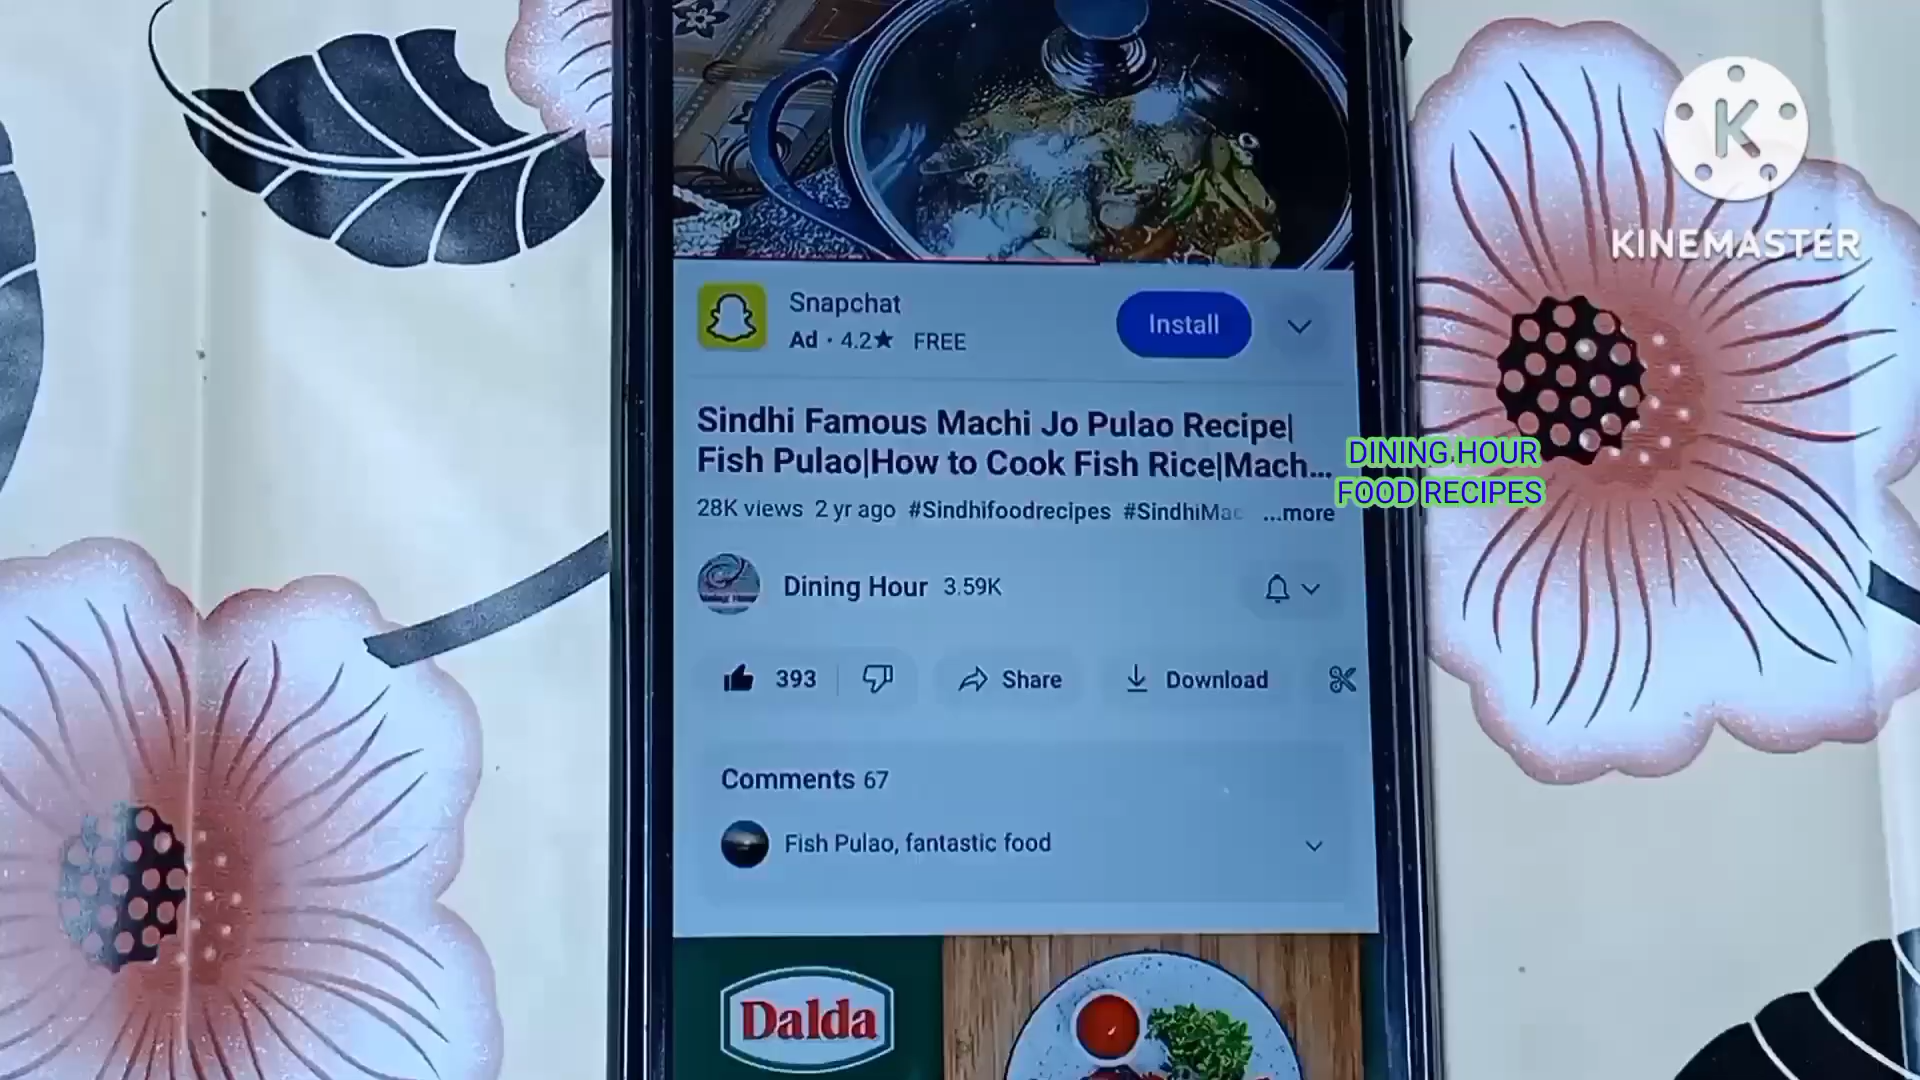 K
KINEMASTER
Snapchat
Ad · 4.2★ FREE
Install
Sindhi Famous Machi Jo Pulao Recipe|
Fish Pulao|How to Cook Fish Rice|Mach...
DINING HOUR
FOOD RECIPES
28K views 2 yr ago #Sindhifoodrecipes #SindhiMac ...more
Dining Hour 3.59K
393
Share
Download
Comments 67
Fish Pulao, fantastic food
Dalda